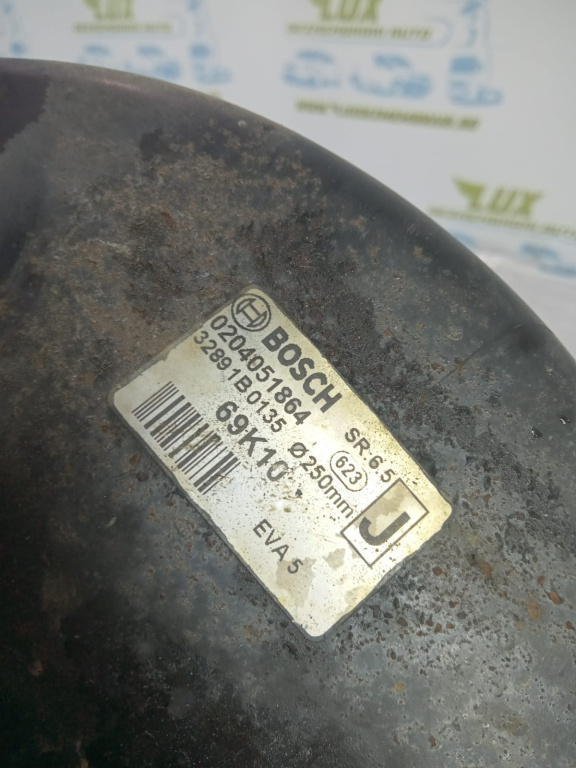 LUX
LUX
BOSCH
0204051864 SR.6.5
32891B0135 Ø250mm 623
69K10 J
EVA 5